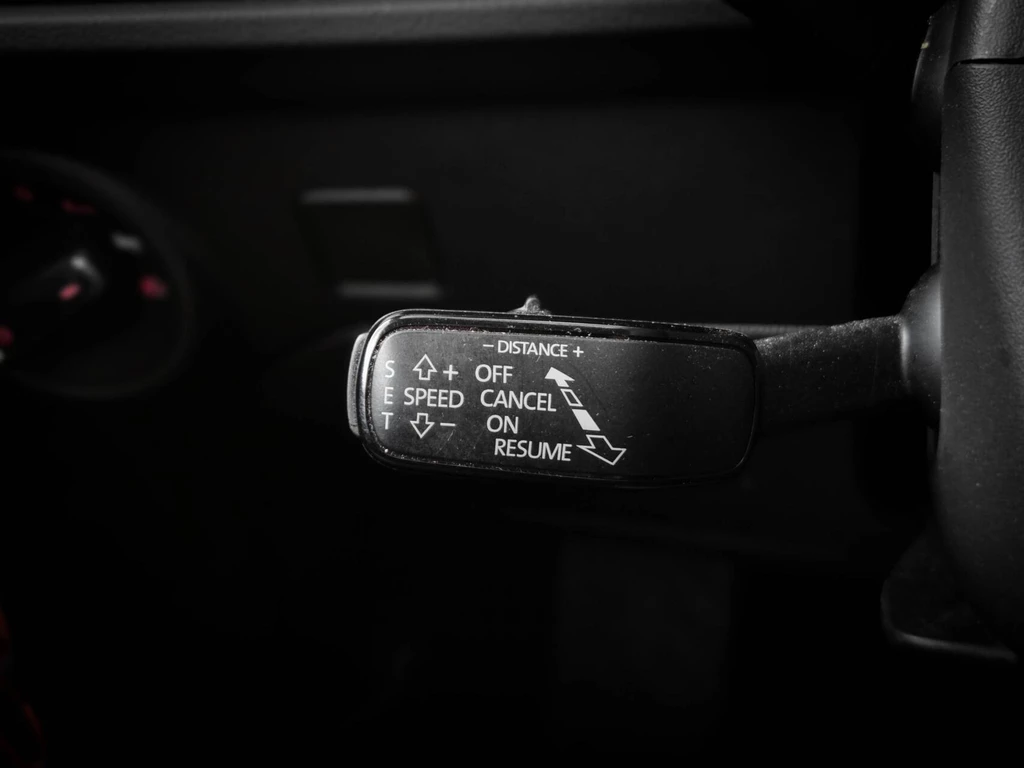 − DISTANCE +
S + OFF
E SPEED CANCEL
T − ON
RESUME